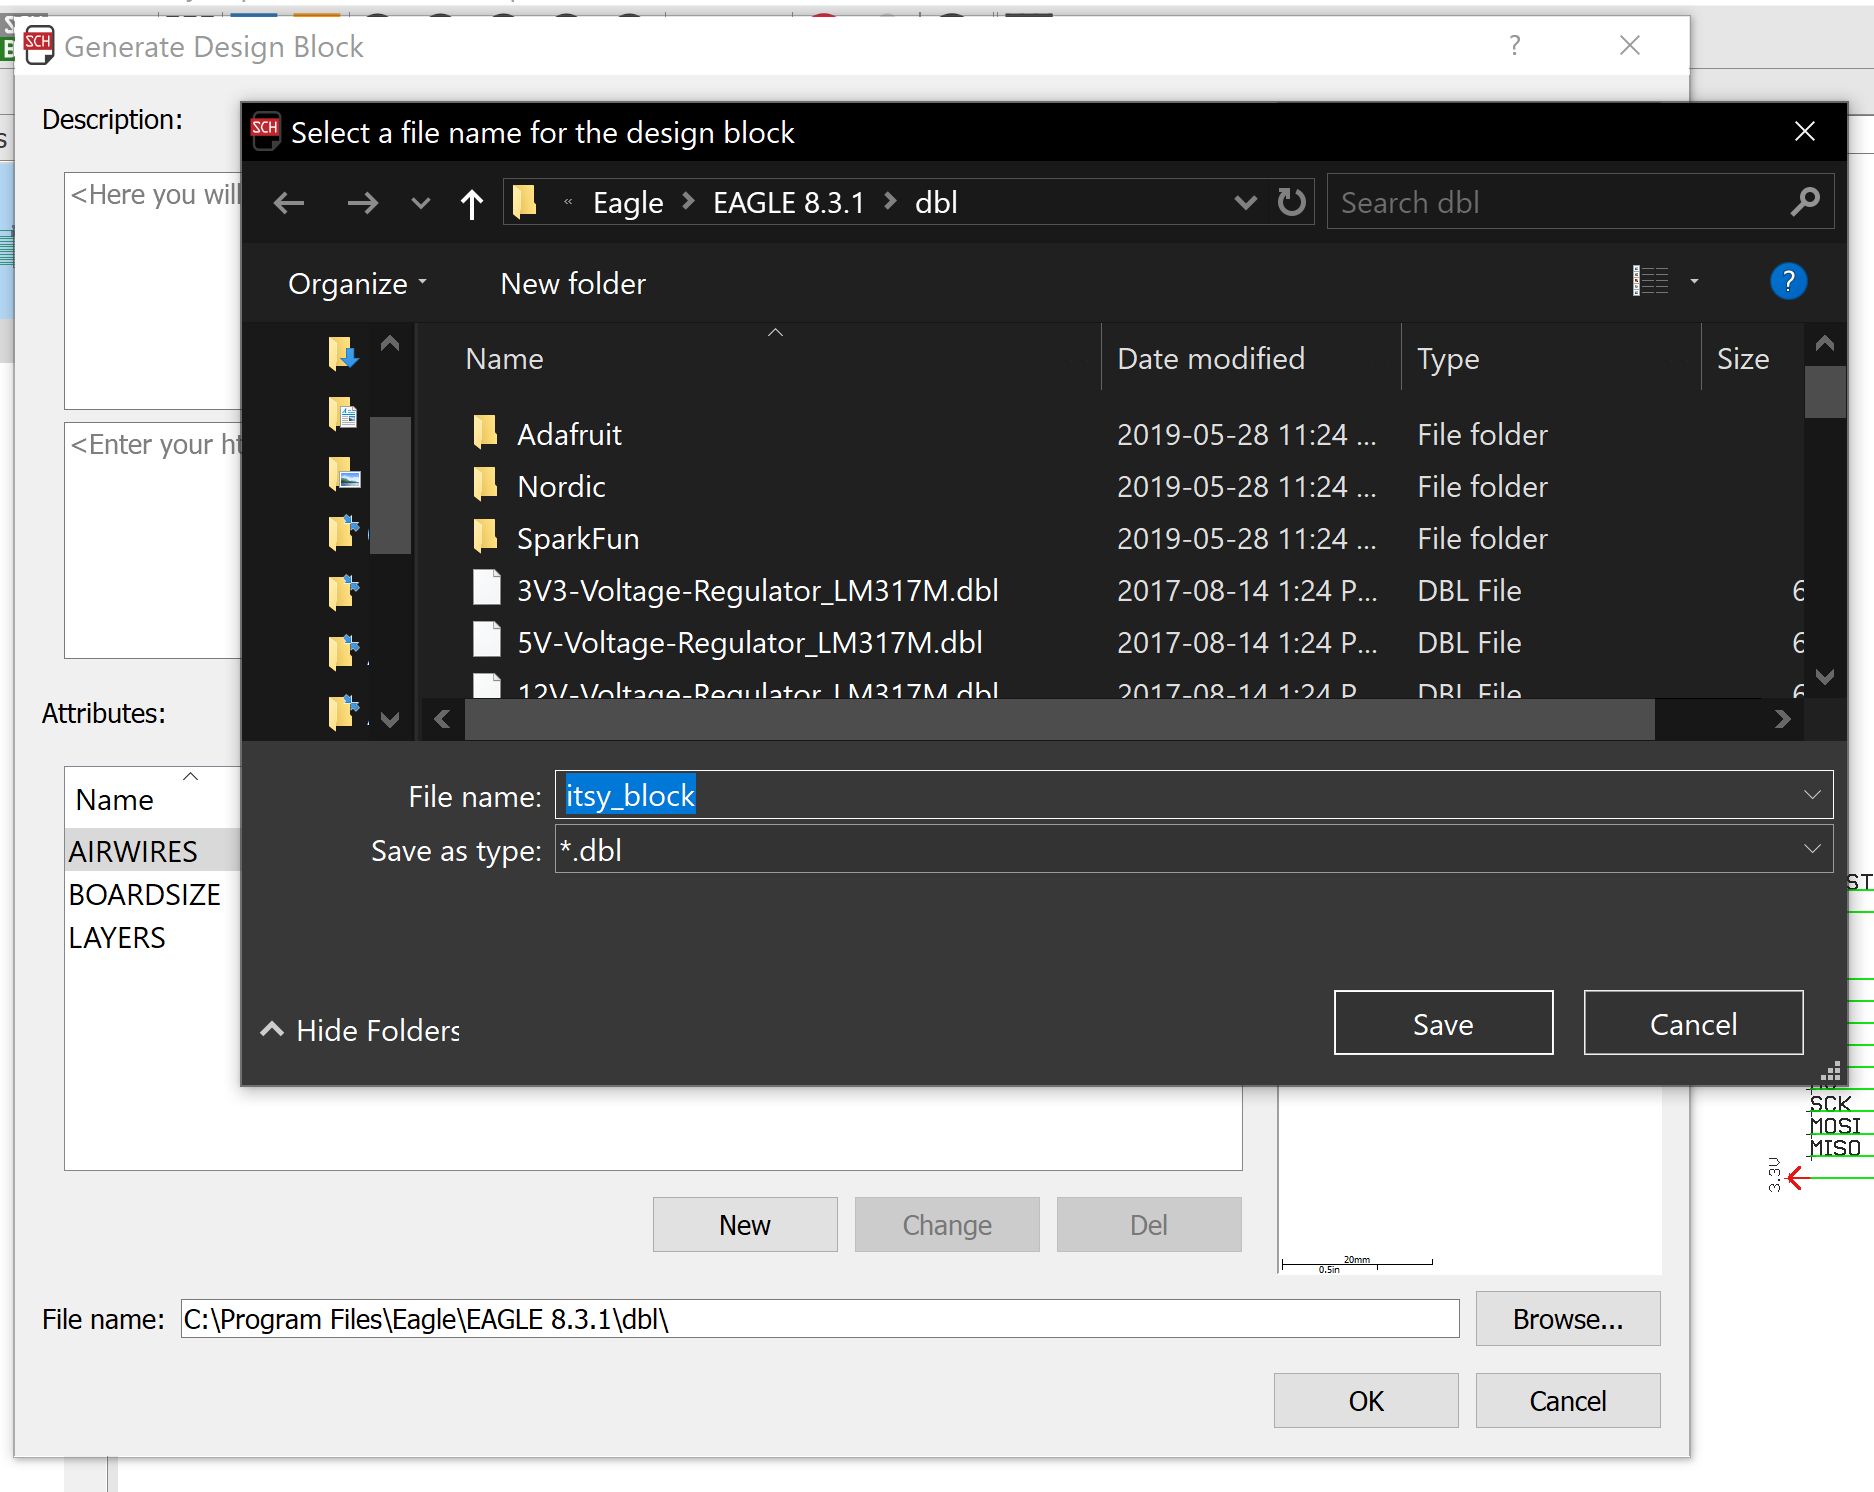 SCH Generate Design Block ?
Description:
SCH Select a file name for the design block
<Here you will
« Eagle > EAGLE 8.3.1 > dbl
Search dbl
Organize New folder ?
Name Date modified Type Size
Adafruit 2019-05-28 11:24 ... File folder
Nordic 2019-05-28 11:24 ... File folder
<Enter your ht
SparkFun 2019-05-28 11:24 ... File folder
3V3-Voltage-Regulator_LM317M.dbl 2017-08-14 1:24 P... DBL File 6
5V-Voltage-Regulator_LM317M.dbl 2017-08-14 1:24 P... DBL File 6
12V-Voltage-Regulator_LM317M.dbl 2017-08-14 1:24 P... DBL File 6
Attributes:
Name
File name: itsy_block
AIRWIRES
Save as type: *.dbl
BOARDSIZE
LAYERS
Hide Folders
Save Cancel
SCK
MOSI
MISO
3.3V
New Change Del
20mm
0.5in
File name: C:\Program Files\Eagle\EAGLE 8.3.1\dbl\ Browse...
OK Cancel